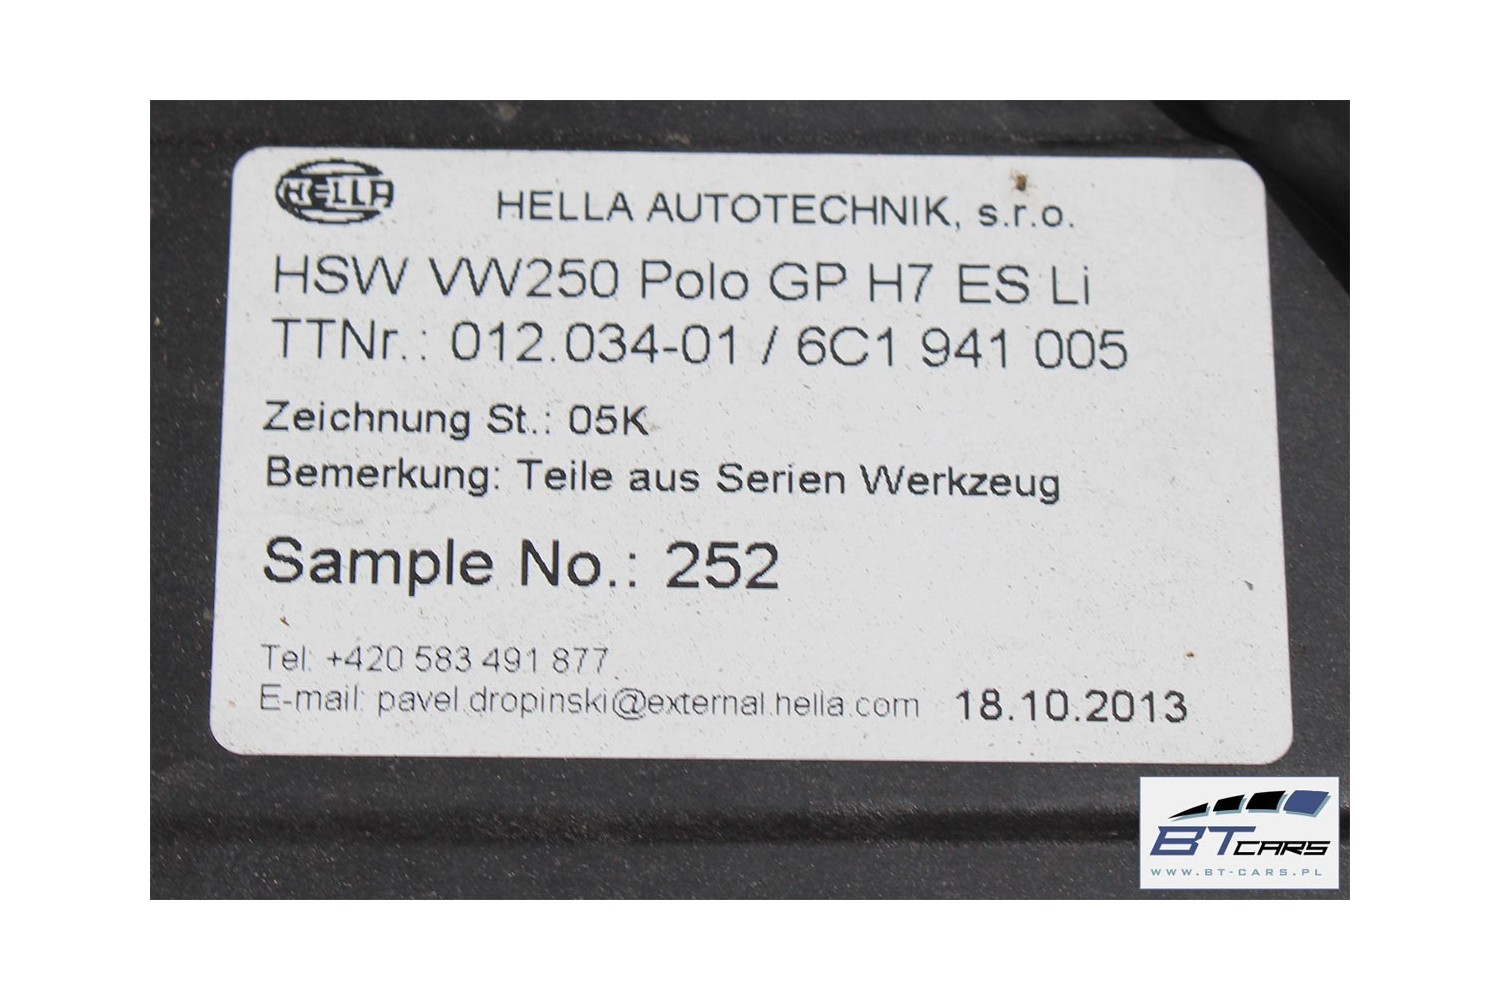 HELLA
HELLA AUTOTECHNIK, s.r.o.
HSW VW250 Polo GP H7 ES Li
TTNr.: 012.034-01 / 6C1 941 005
Zeichnung St.: 05K
Bemerkung: Teile aus Serien Werkzeug
Sample No.: 252
Tel: +420 583 491 877
E-mail: pavel.dropinski@external.hella.com 18.10.2013
BT CARS
WWW.BT-CARS.PL